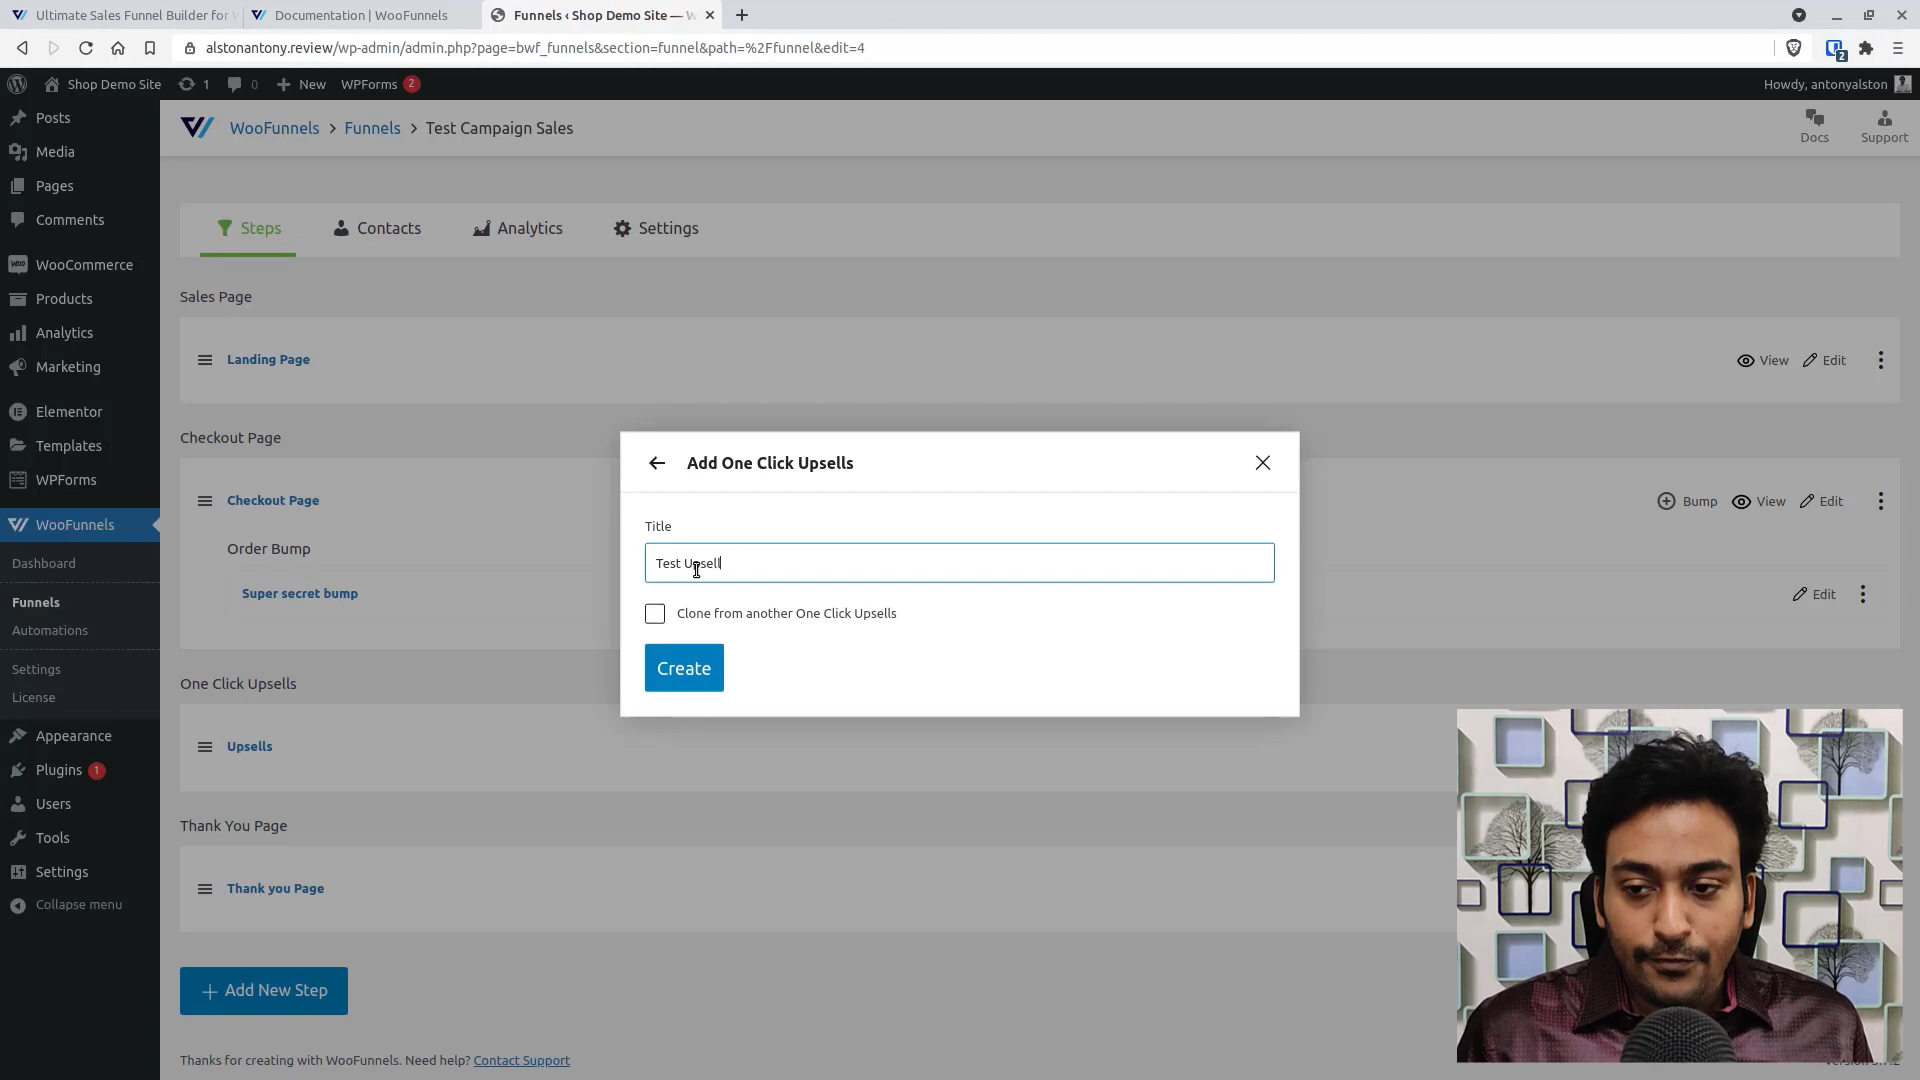 Ultimate Sales Funnel Builder for W
Documentation | WooFunnels
Funnels ‹ Shop Demo Site — W
alstonantony.review/wp-admin/admin.php?page=bwf_funnels&section=funnel&path=%2Ffunnel&edit=4
2
Shop Demo Site
1
0
New
WPForms 2
Howdy, antonyalston
Posts
Media
Pages
Comments
WooCommerce
Products
Analytics
Marketing
Elementor
Templates
WPForms
WooFunnels
Dashboard
Funnels
Automations
Settings
License
Appearance
Plugins 1
Users
Tools
Settings
Collapse menu
WooFunnels > Funnels > Test Campaign Sales
Docs
Support
Steps
Contacts
Analytics
Settings
Sales Page
Landing Page
View
Edit
Checkout Page
Checkout Page
Bump
View
Edit
Order Bump
Super secret bump
Edit
One Click Upsells
Upsells
Thank You Page
Thank you Page
Add New Step
Thanks for creating with WooFunnels. Need help? Contact Support
Add One Click Upsells
Title
Test Upsell
Clone from another One Click Upsells
Create